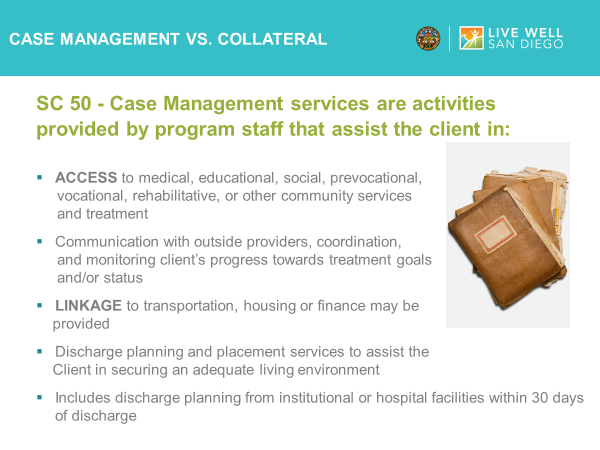 CASE MANAGEMENT VS. COLLATERAL
LIVE WELL
SAN DIEGO
SC 50 - Case Management services are activities
provided by program staff that assist the client in:
▪ ACCESS to medical, educational, social, prevocational,
vocational, rehabilitative, or other community services
and treatment
▪ Communication with outside providers, coordination,
and monitoring client’s progress towards treatment goals
and/or status
▪ LINKAGE to transportation, housing or finance may be
provided
▪ Discharge planning and placement services to assist the
Client in securing an adequate living environment
▪ Includes discharge planning from institutional or hospital facilities within 30 days
of discharge